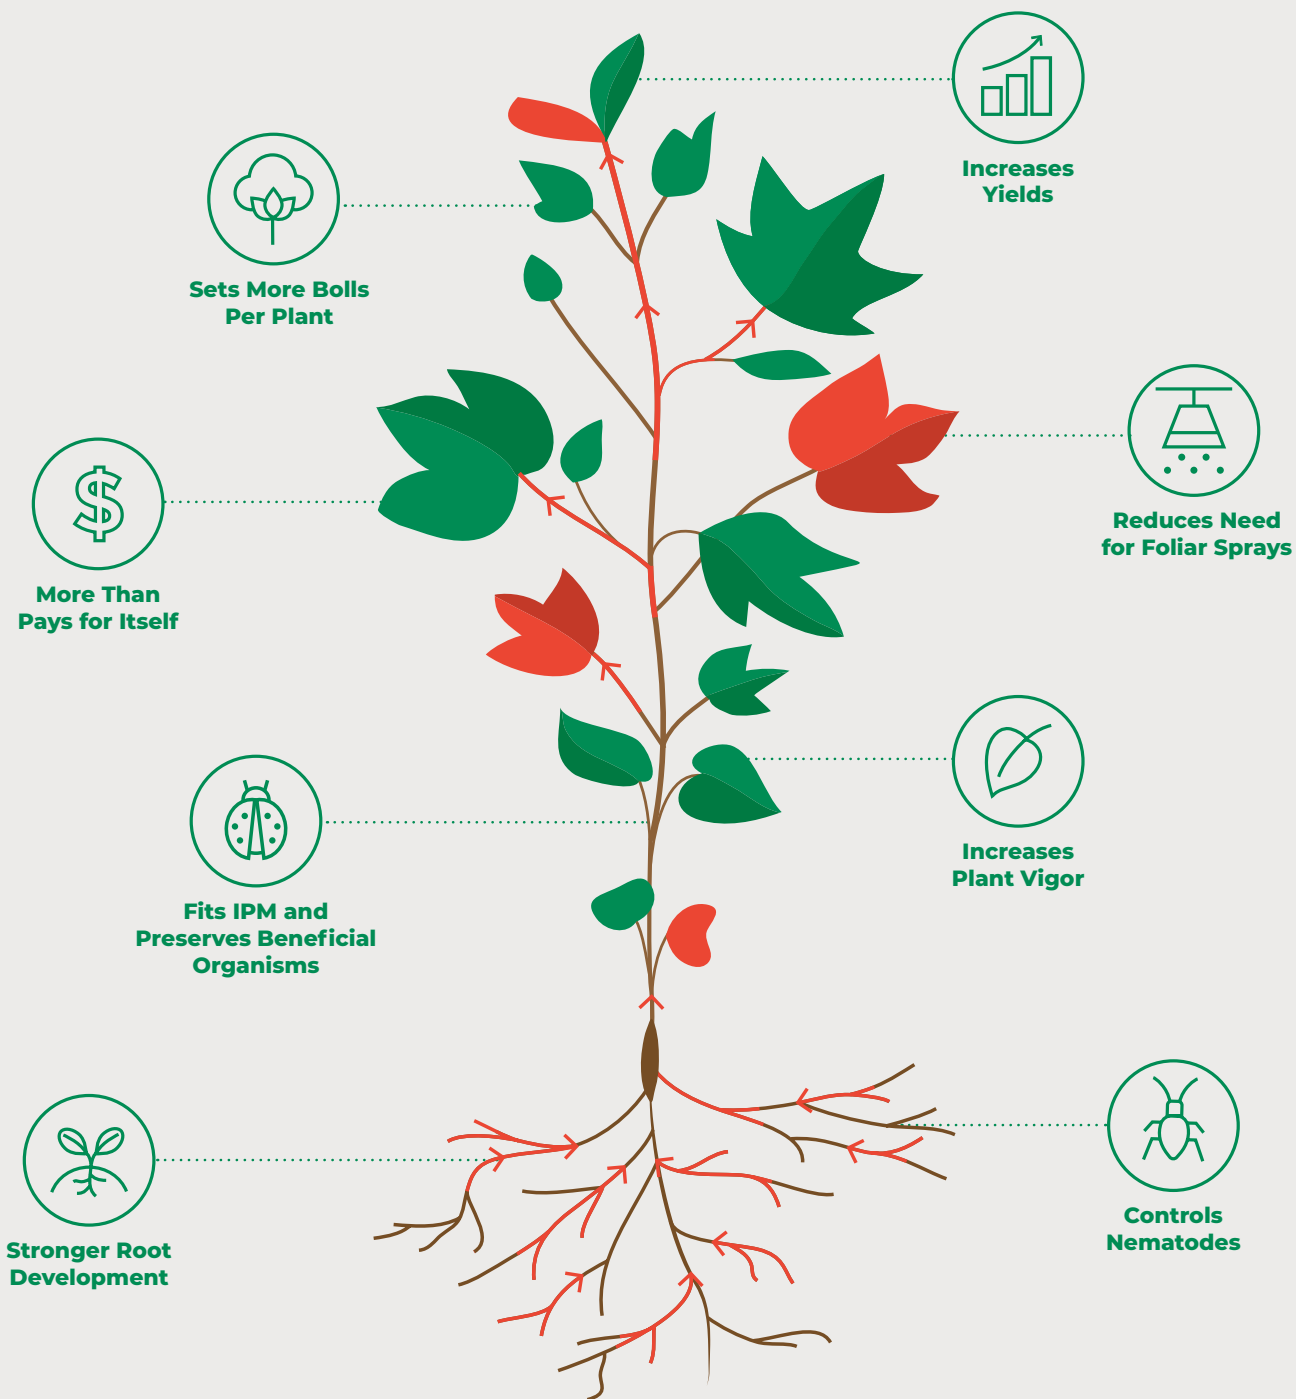 Increases
Yields
Sets More Bolls
Per Plant
Reduces Need
for Foliar Sprays
More Than
Pays for Itself
Increases
Plant Vigor
Fits IPM and
Preserves Beneficial
Organisms
Controls
Nematodes
Stronger Root
Development